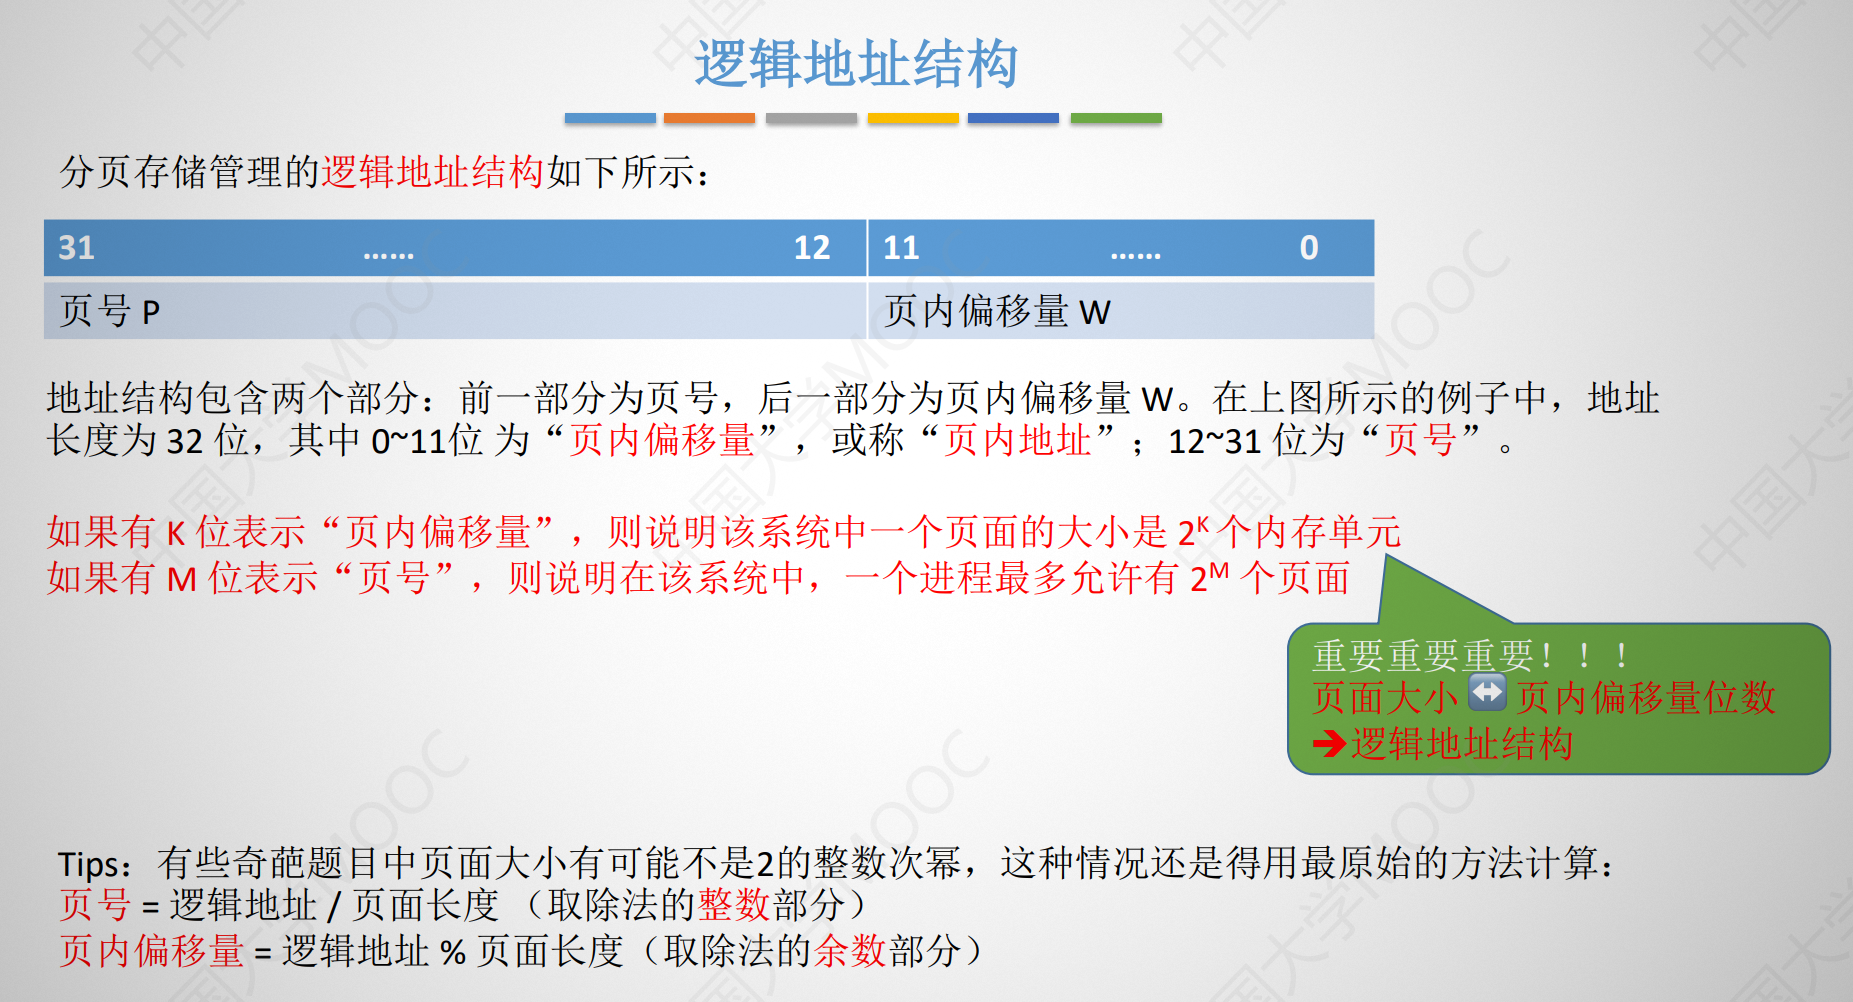 逻辑地址结构
分页存储管理的逻辑地址结构如下所示：
31 …… 12 11 …… 0
页号 P 页内偏移量 W
地址结构包含两个部分：前一部分为页号，后一部分为页内偏移量 W。在上图所示的例子中，地址
长度为 32 位，其中 0~11位 为“页内偏移量”，或称“页内地址”；12~31 位为“页号”。
如果有 K 位表示“页内偏移量”，则说明该系统中一个页面的大小是 2ᴷ 个内存单元
如果有 M 位表示“页号”，则说明在该系统中，一个进程最多允许有 2ᴹ 个页面
重要重要重要！！！
页面大小 ↔ 页内偏移量位数
➔逻辑地址结构
Tips：有些奇葩题目中页面大小有可能不是2的整数次幂，这种情况还是得用最原始的方法计算：
页号 = 逻辑地址 / 页面长度 （取除法的整数部分）
页内偏移量 = 逻辑地址 % 页面长度（取除法的余数部分）
中国大学MOOC